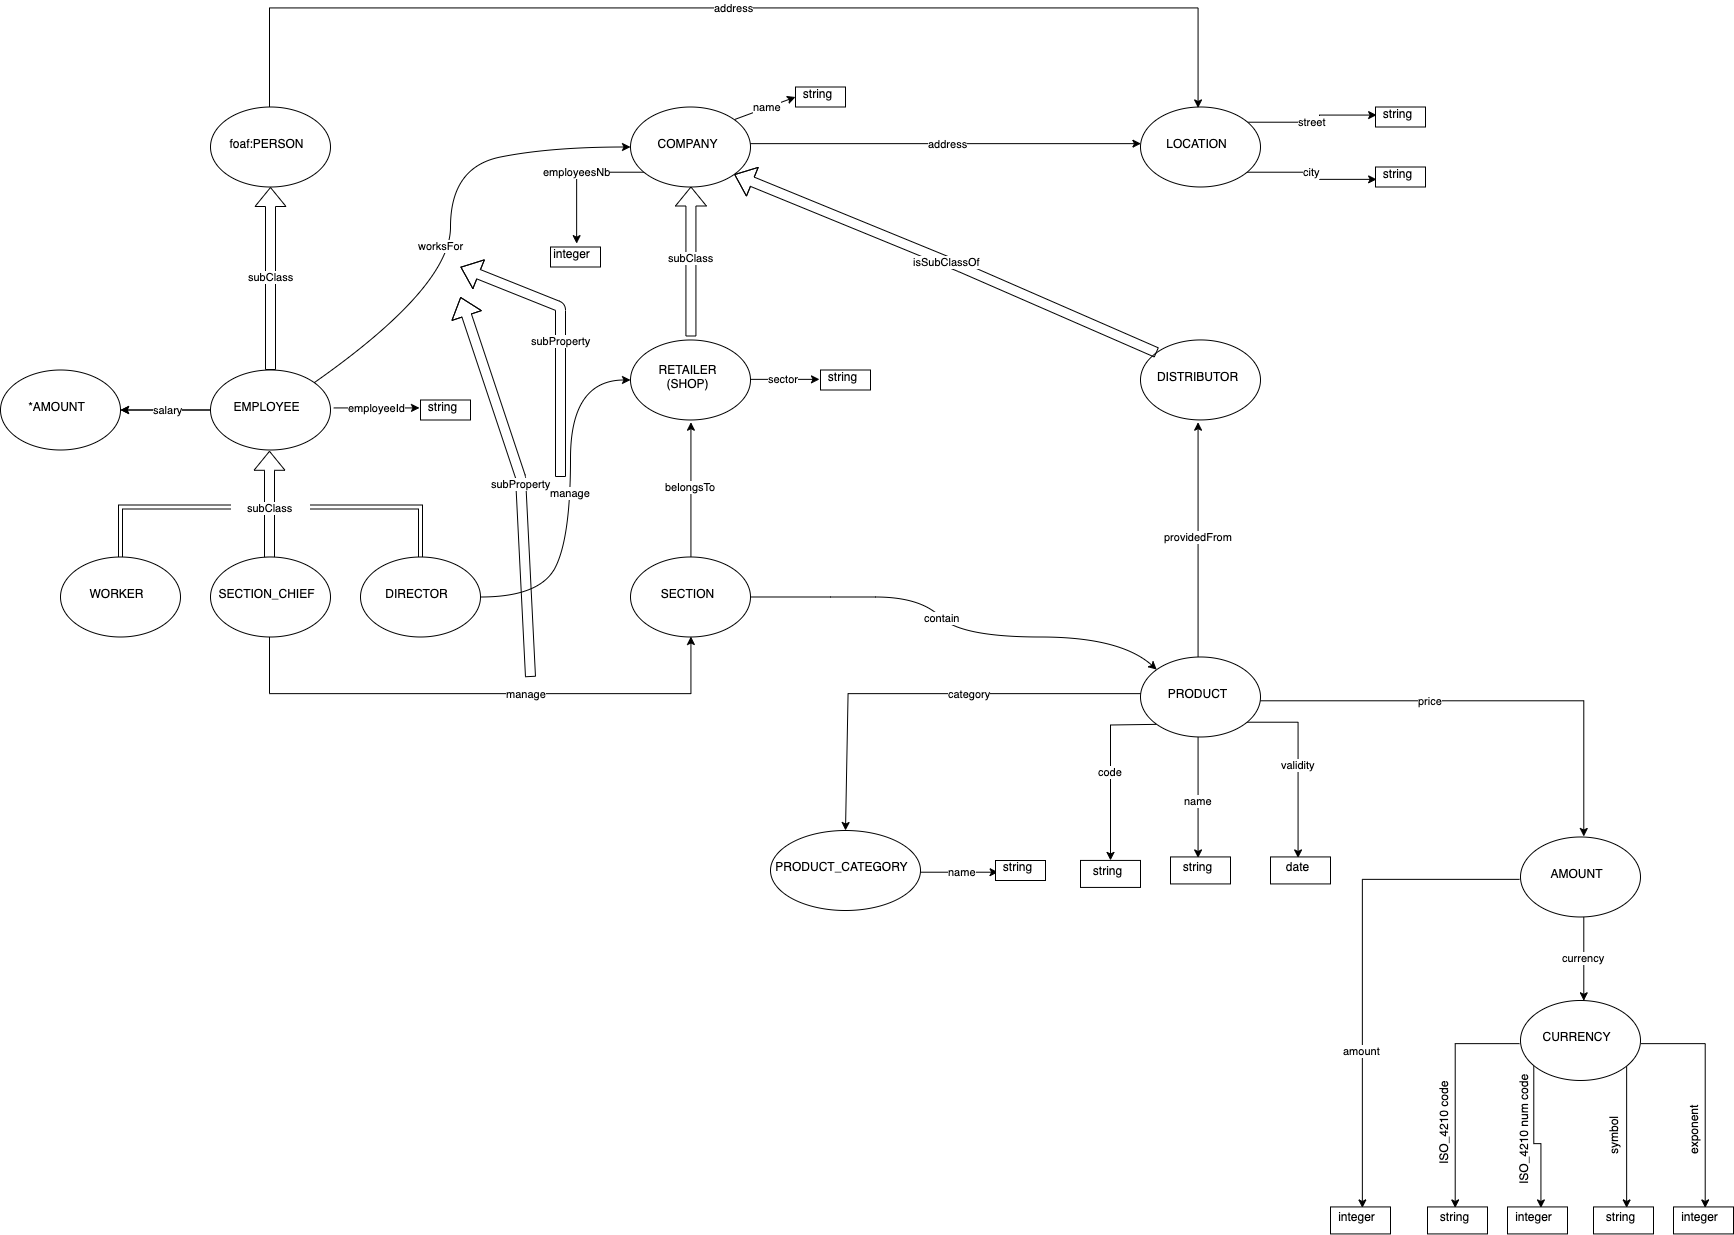 address
string
name
foaf:PERSON
COMPANY
address
LOCATION
street
string
city
string
employeesNb
integer
worksFor
subClass
subClass
isSubClassOf
subProperty
*AMOUNT
salary
EMPLOYEE
employeeId
string
RETAILER
(SHOP)
sector
string
DISTRIBUTOR
subProperty
manage
belongsTo
subClass
providedFrom
WORKER
SECTION_CHIEF
DIRECTOR
SECTION
contain
manage
category
PRODUCT
price
code
name
validity
PRODUCT_CATEGORY
name
string
string
string
date
AMOUNT
currency
amount
CURRENCY
ISO_4210 code
ISO_4210 num code
symbol
exponent
integer
string
integer
string
integer